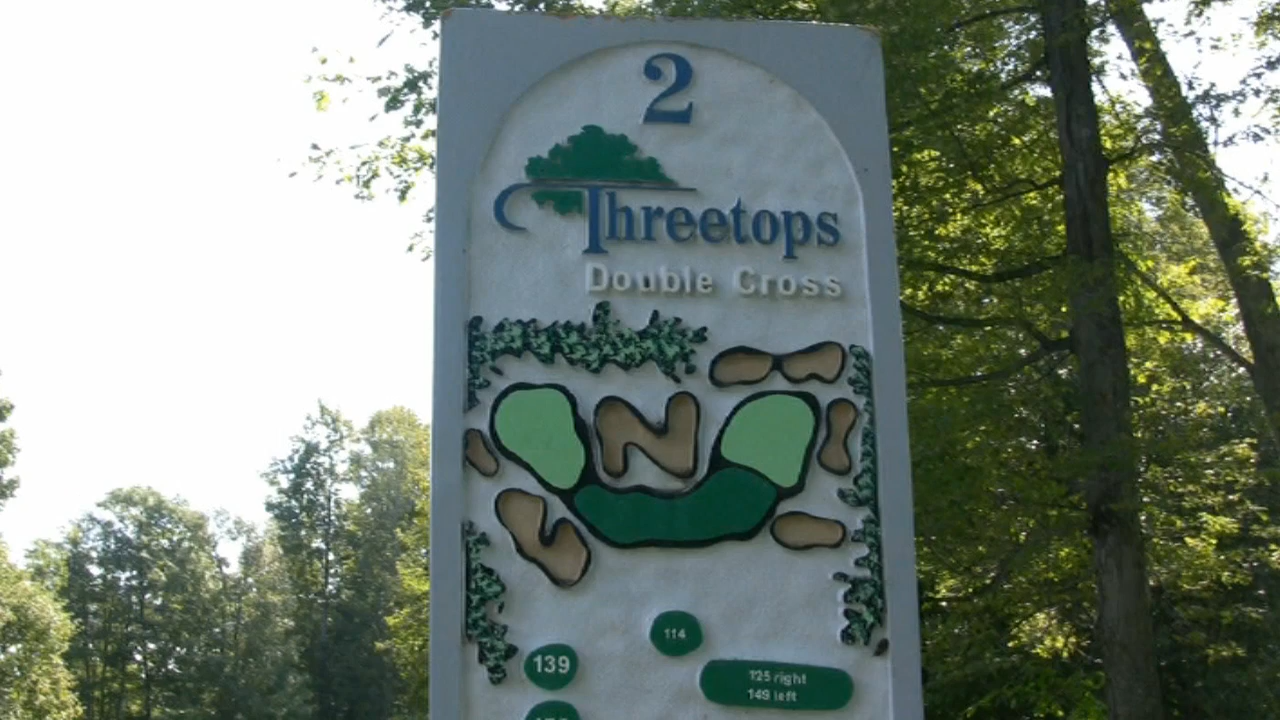 2
Threetops
Double Cross
114
139
125 right
149 left